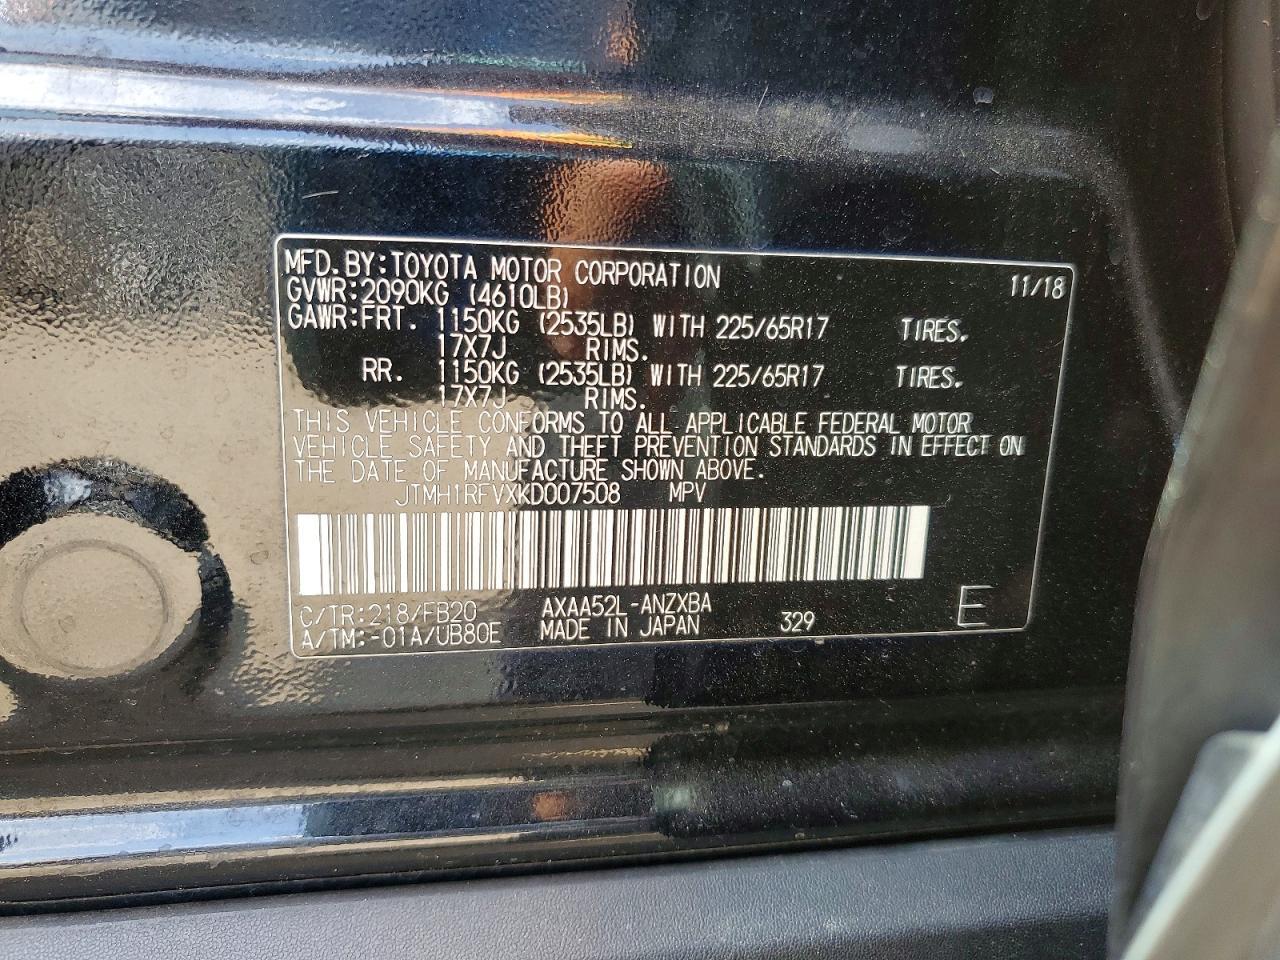 MFD.BY:TOYOTA MOTOR CORPORATION 11/18
GVWR:2090KG (4610LB)
GAWR:FRT. 1150KG (2535LB) WITH 225/65R17 TIRES.
17X7J RIMS.
RR. 1150KG (2535LB) WITH 225/65R17 TIRES.
17X7J RIMS.
THIS VEHICLE CONFORMS TO ALL APPLICABLE FEDERAL MOTOR
VEHICLE SAFETY AND THEFT PREVENTION STANDARDS IN EFFECT ON
THE DATE OF MANUFACTURE SHOWN ABOVE.
JTMH1RFVXKD007508 MPV
C/TR:218/FB20 AXAA52L-ANZXBA
A/TM:-01A/UB80E MADE IN JAPAN 329 E